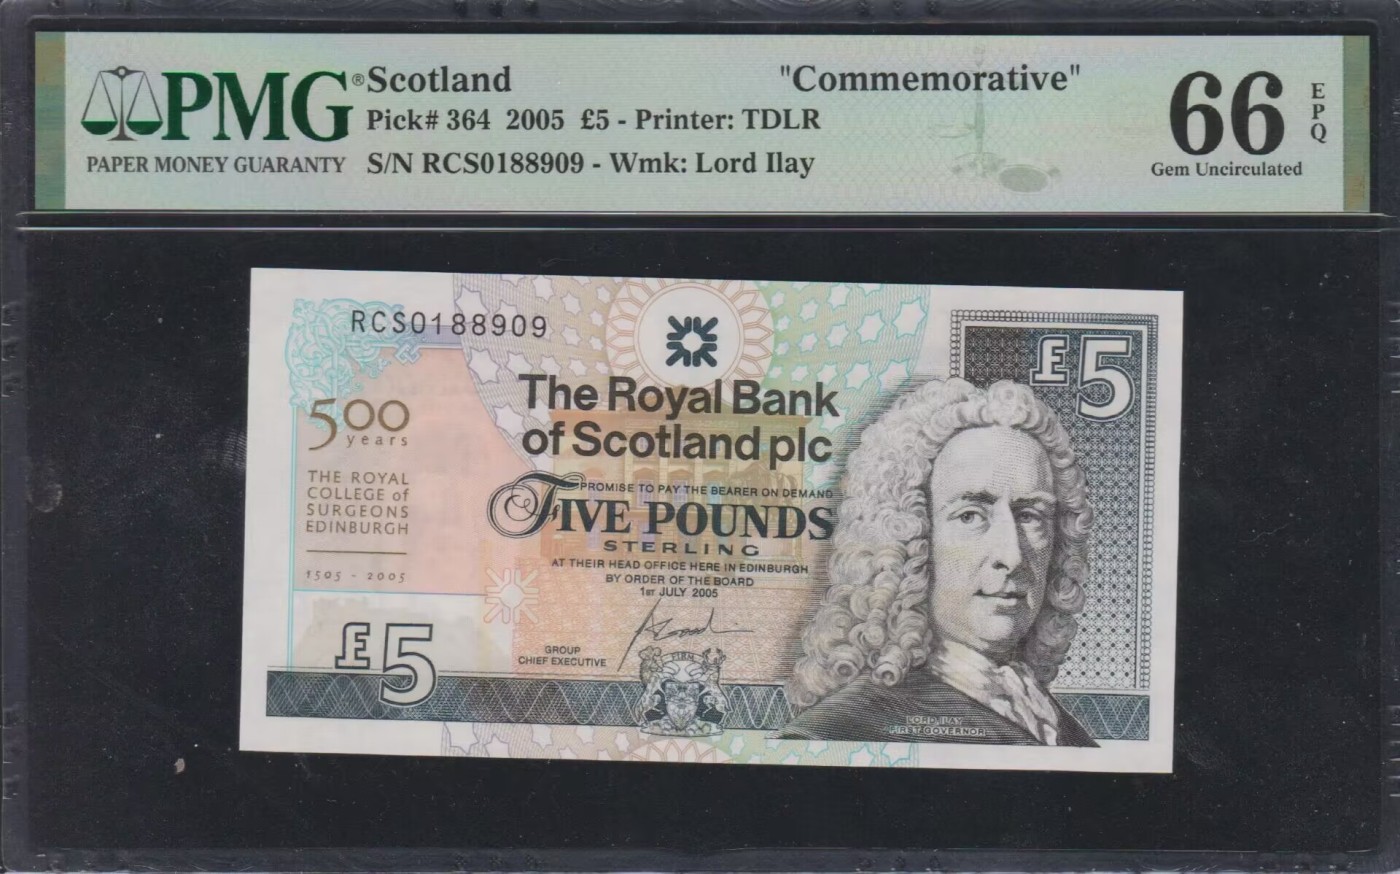 PMG®
PAPER MONEY GUARANTY
Scotland "Commemorative"
Pick# 364 2005 £5 - Printer: TDLR
S/N RCS0188909 - Wmk: Lord Ilay
66 EPQ
Gem Uncirculated
RCS0188909
500
years
THE ROYAL
COLLEGE of
SURGEONS
EDINBURGH
1505 - 2005
£5
The Royal Bank
of Scotland plc
PROMISE TO PAY THE BEARER ON DEMAND
FIVE POUNDS
STERLING
AT THEIR HEAD OFFICE HERE IN EDINBURGH
BY ORDER OF THE BOARD
1ST JULY 2005
GROUP
CHIEF EXECUTIVE
FIRM
£5
LORD ILAY
FIRST GOVERNOR